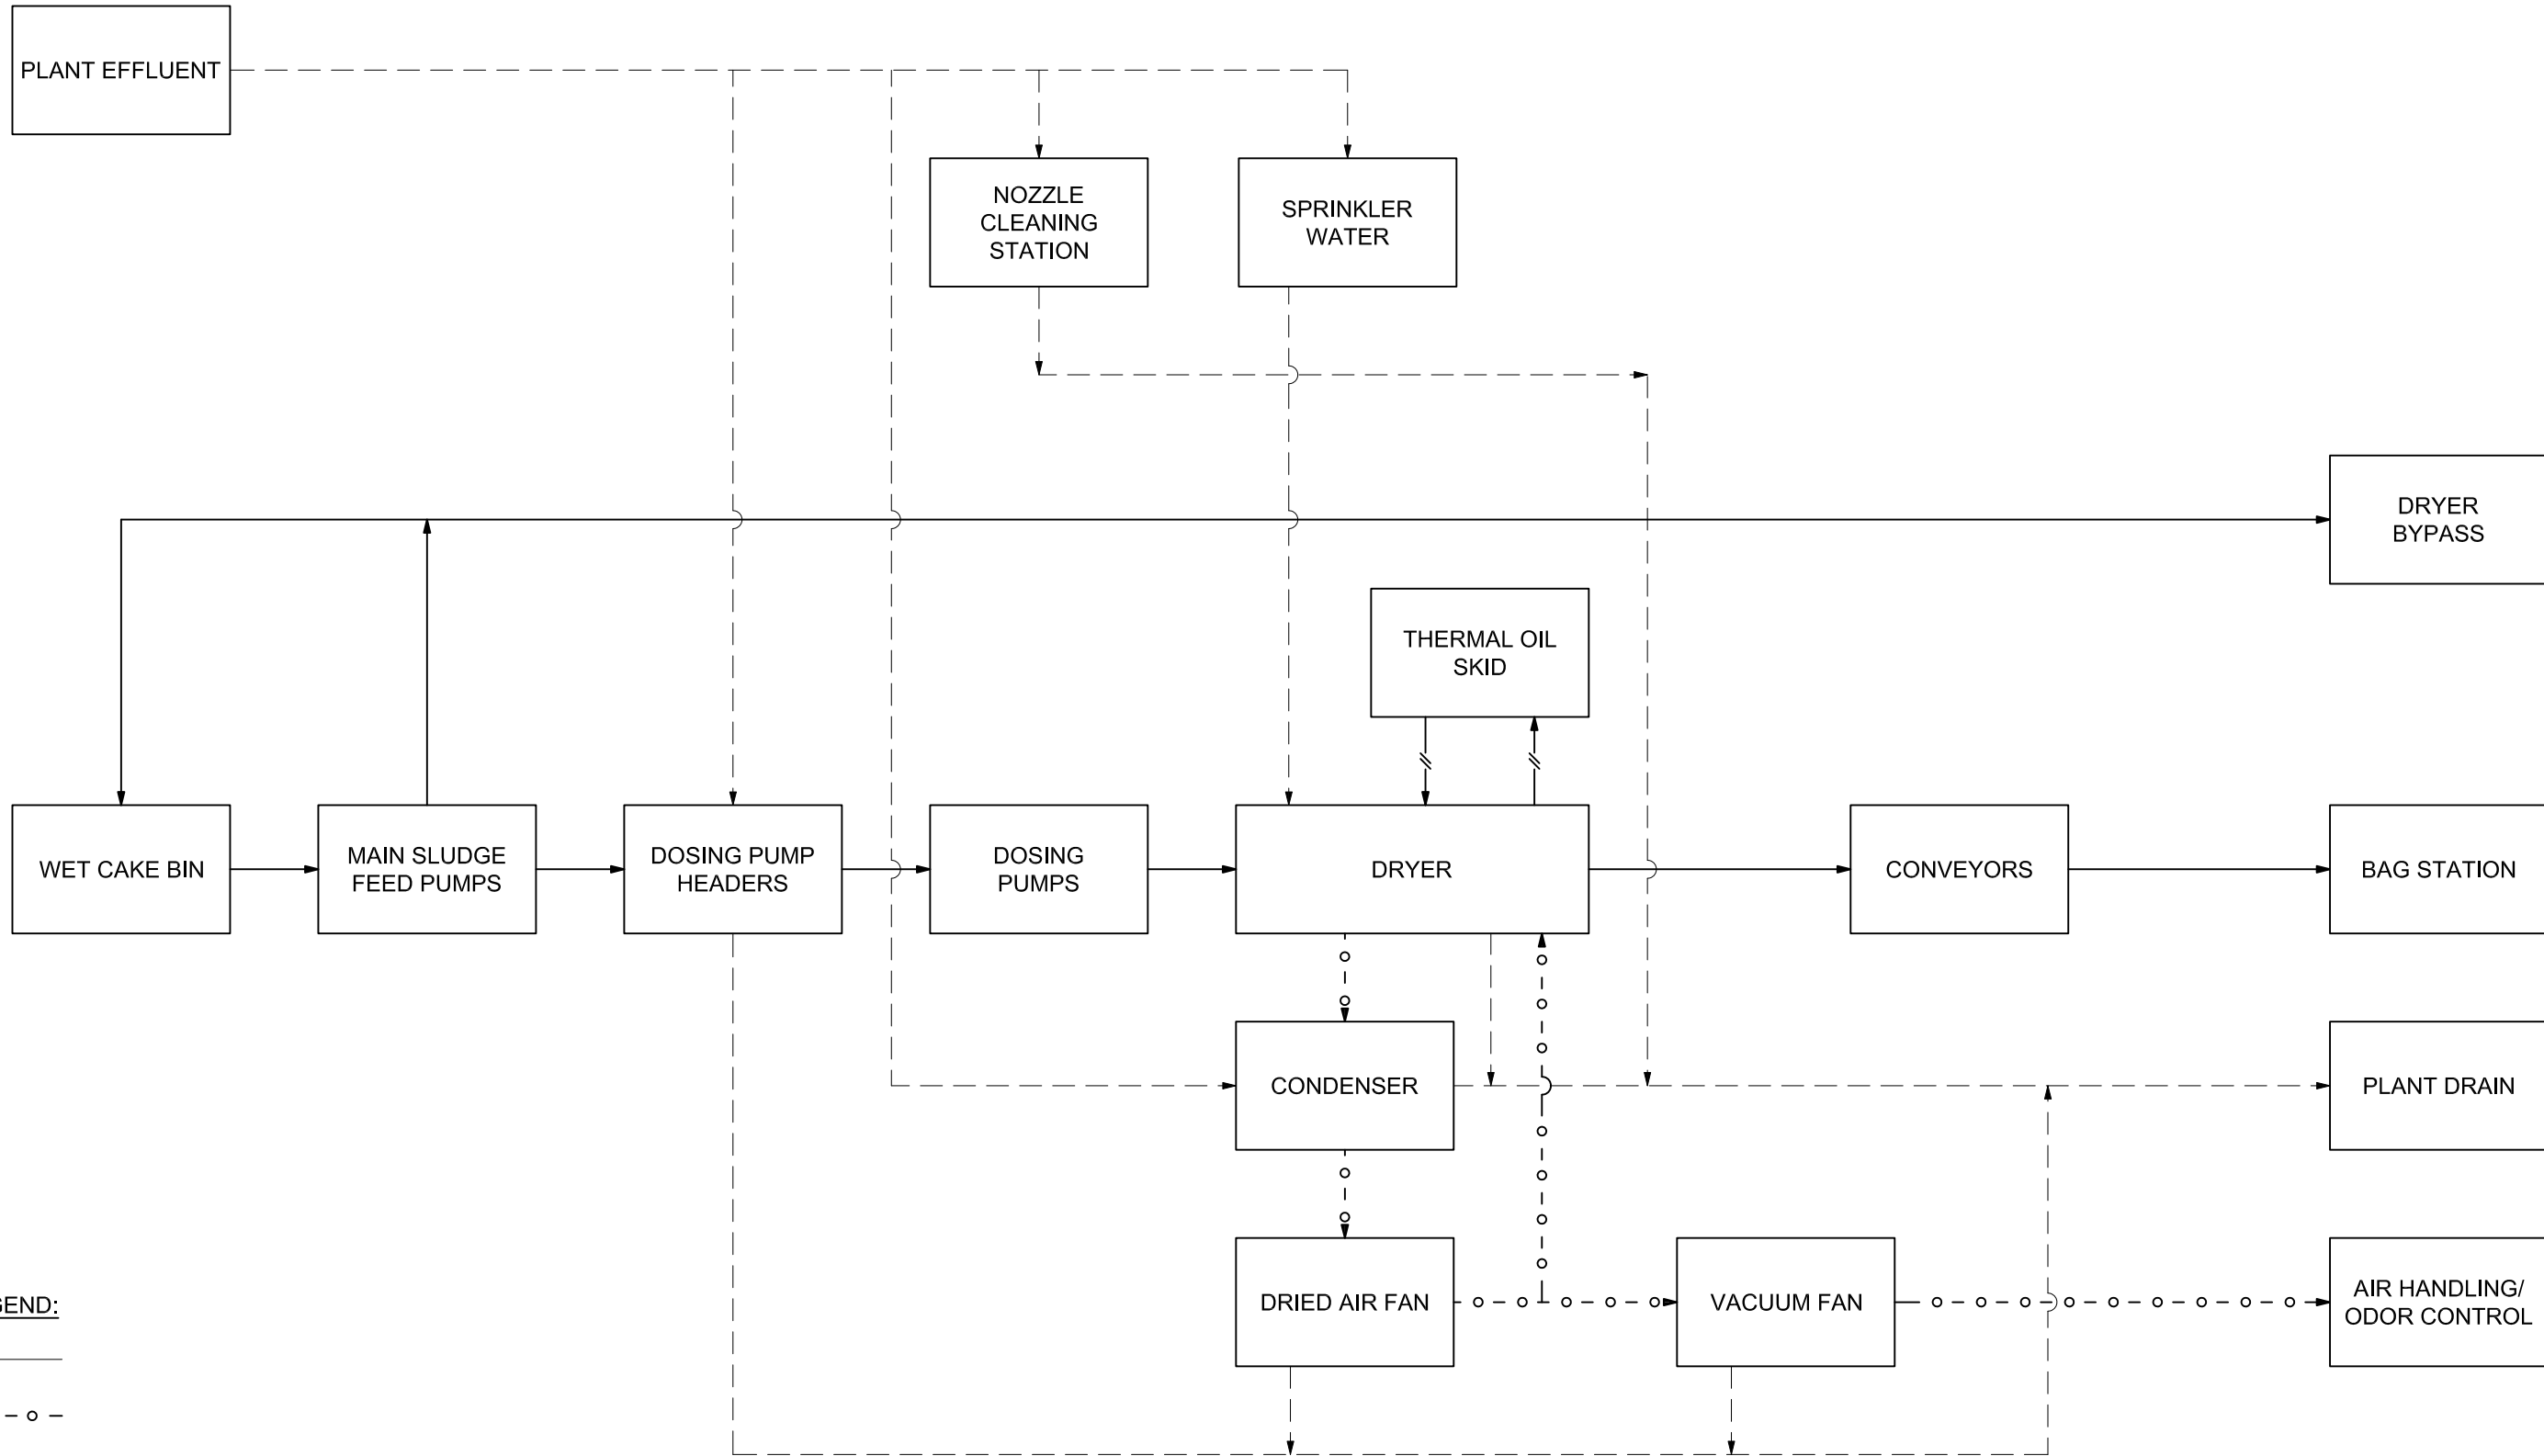 PLANT EFFLUENT
NOZZLE
CLEANING
STATION
SPRINKLER
WATER
DRYER
BYPASS
THERMAL OIL
SKID
WET CAKE BIN
MAIN SLUDGE
FEED PUMPS
DOSING PUMP
HEADERS
DOSING
PUMPS
DRYER
CONVEYORS
BAG STATION
CONDENSER
PLANT DRAIN
DRIED AIR FAN
VACUUM FAN
AIR HANDLING/
ODOR CONTROL
GEND: